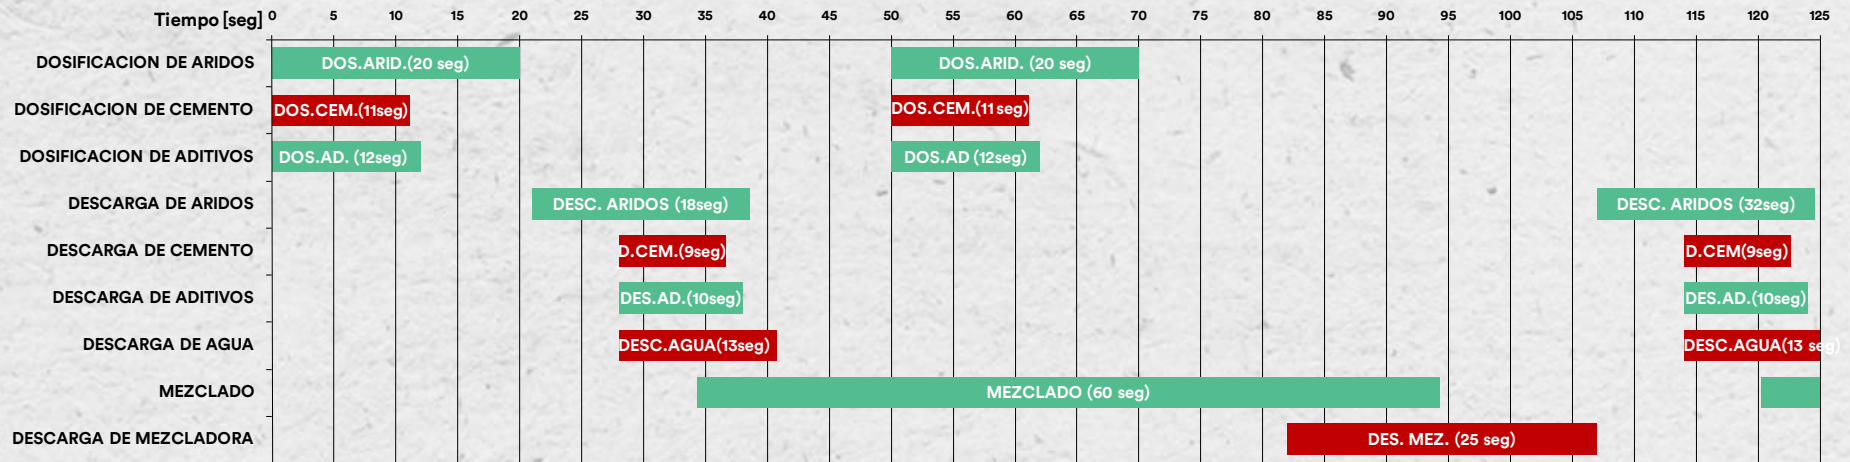 Tiempo [seg] 0 5 10 15 20 25 30 35 40 45 50 55 60 65 70 75 80 85 90 95 100 105 110 115 120 125
DOSIFICACION DE ARIDOS DOS.ARID.(20 seg) DOS.ARID. (20 seg)
DOSIFICACION DE CEMENTO DOS.CEM.(11seg) DOS.CEM.(11 seg)
DOSIFICACION DE ADITIVOS DOS.AD. (12seg) DOS.AD (12seg)
DESCARGA DE ARIDOS DESC. ARIDOS (18seg) DESC. ARIDOS (32seg)
DESCARGA DE CEMENTO D.CEM.(9seg) D.CEM(9seg)
DESCARGA DE ADITIVOS DES.AD.(10seg) DES.AD.(10seg)
DESCARGA DE AGUA DESC.AGUA(13seg) DESC.AGUA(13 seg)
MEZCLADO MEZCLADO (60 seg)
DESCARGA DE MEZCLADORA DES. MEZ. (25 seg)